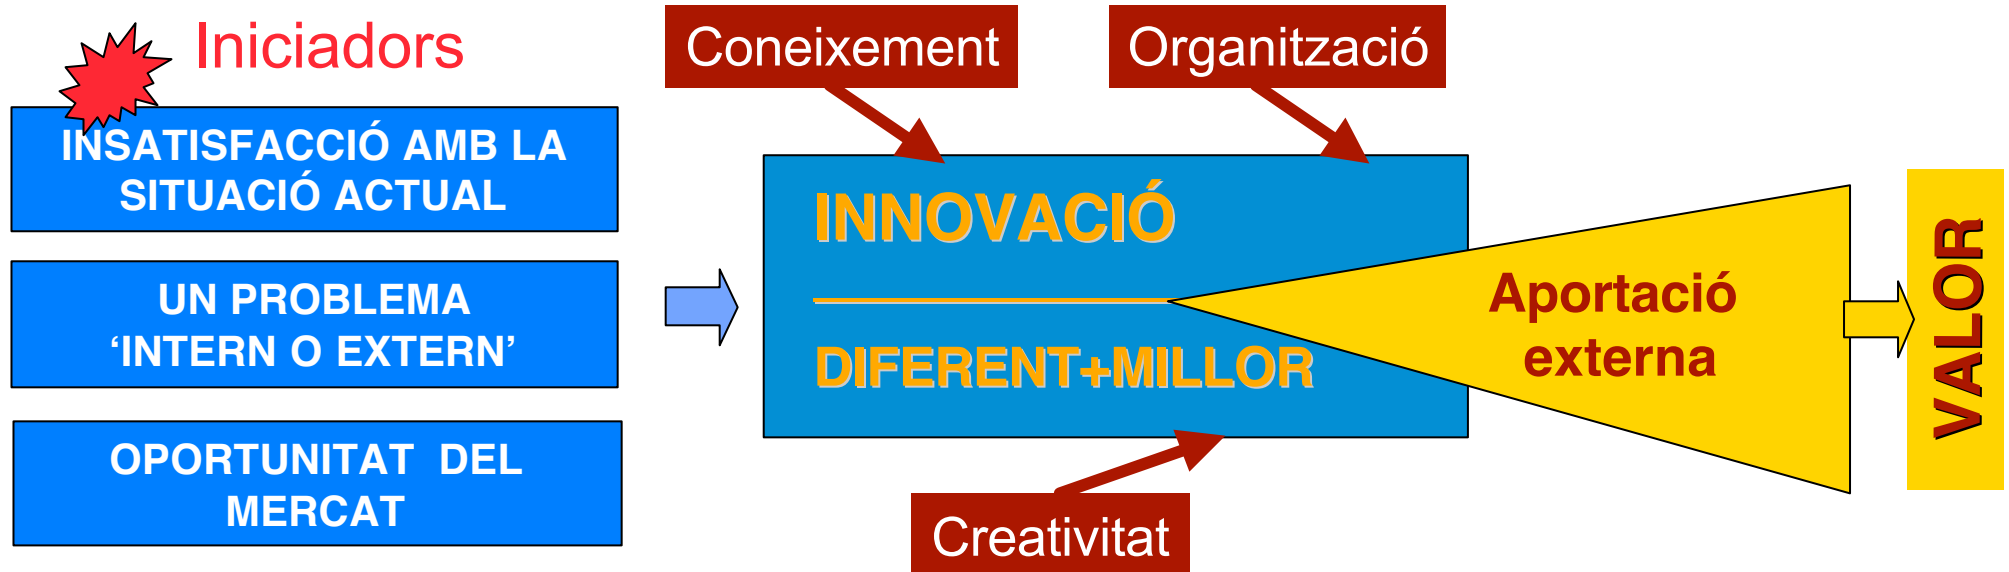 Iniciadors
INSATISFACCIÓ AMB LA
SITUACIÓ ACTUAL
UN PROBLEMA
‘INTERN O EXTERN’
OPORTUNITAT DEL
MERCAT
Coneixement
Organització
INNOVACIÓ
DIFERENT+MILLOR
Creativitat
Aportació
externa
VALOR